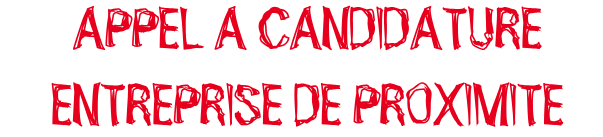 APPEL A CANDIDATURE
ENTREPRISE DE PROXIMITE